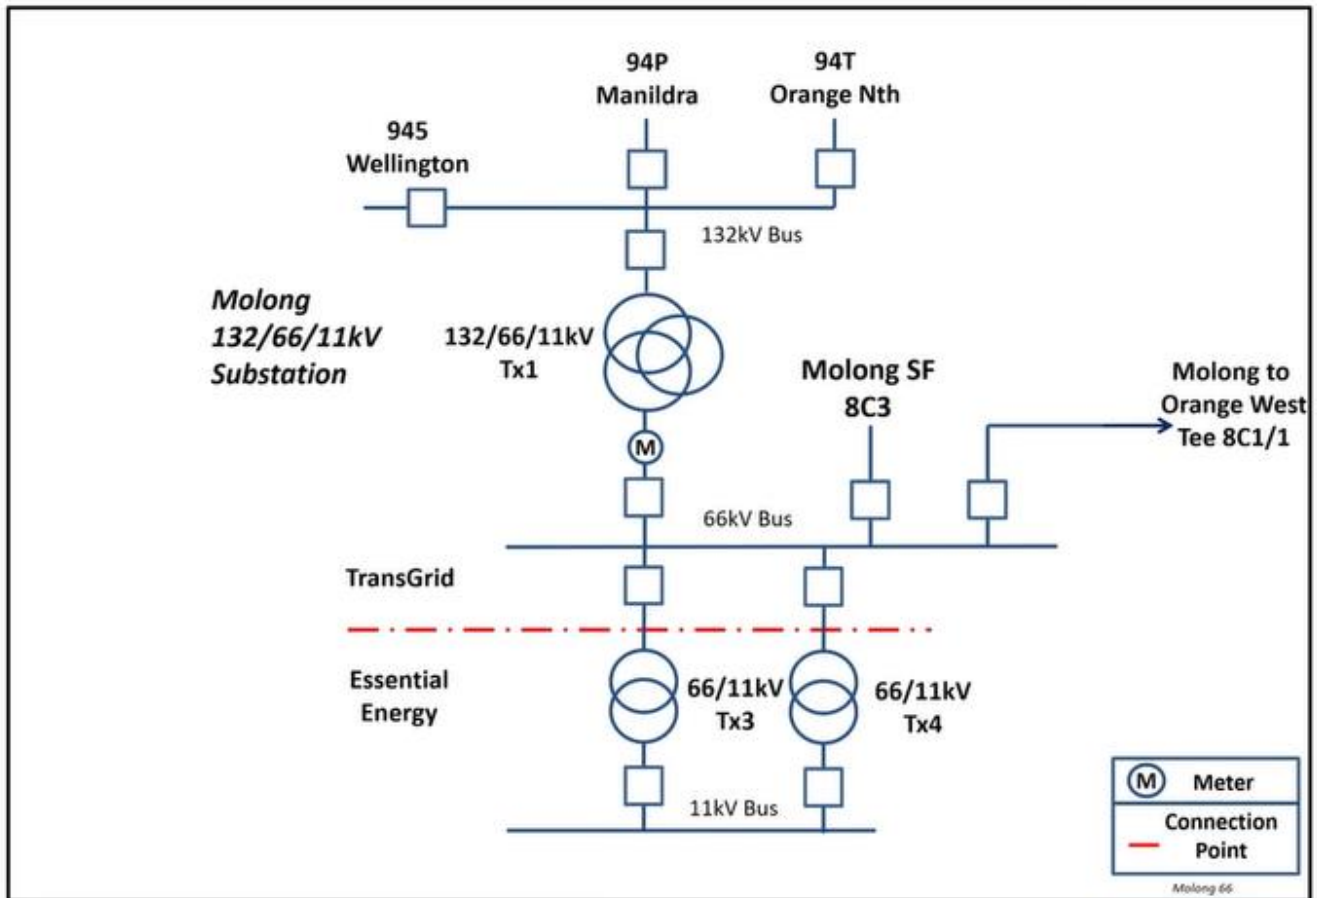 94P
Manildra
94T
Orange Nth
945
Wellington
132kV Bus
Molong
132/66/11kV
Substation
132/66/11kV
Tx1
Molong SF
8C3
Molong to
Orange West
Tee 8C1/1
M
66kV Bus
TransGrid
Essential
Energy
66/11kV
Tx3
66/11kV
Tx4
11kV Bus
M Meter
Connection
Point
Molong 66